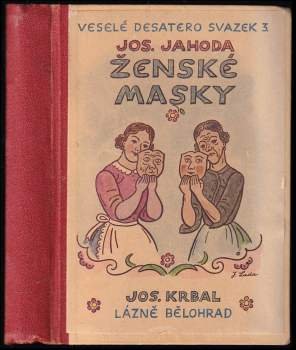 VESELÉ DESATERO SVAZEK 3
JOS. JAHODA
ŽENSKÉ
MASKY
J. Lada
JOS. KRBAL
LÁZNĚ BĚLOHRAD